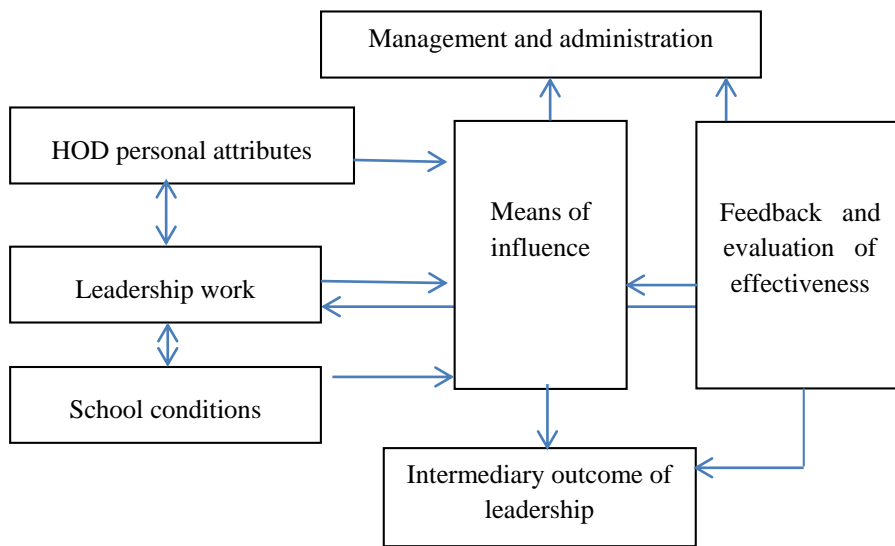 Management and administration
HOD personal attributes
Means of
influence
Feedback and
evaluation of
effectiveness
Leadership work
School conditions
Intermediary outcome of
leadership